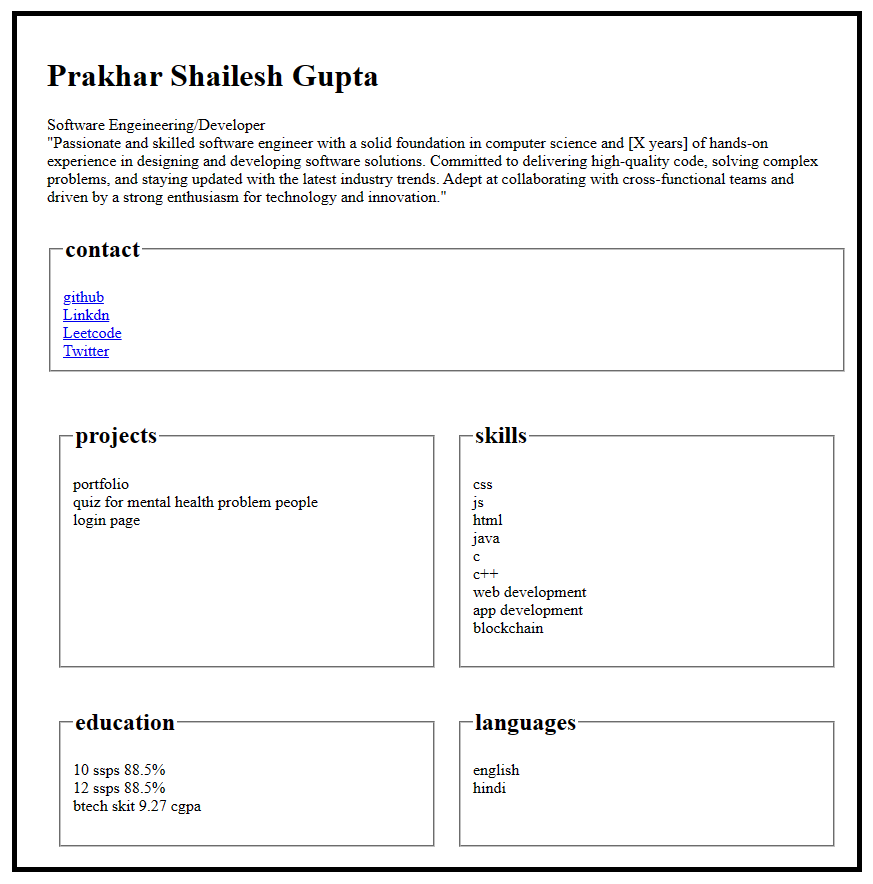 Prakhar Shailesh Gupta
Software Engeineering/Developer
"Passionate and skilled software engineer with a solid foundation in computer science and [X years] of hands-on
experience in designing and developing software solutions. Committed to delivering high-quality code, solving complex
problems, and staying updated with the latest industry trends. Adept at collaborating with cross-functional teams and
driven by a strong enthusiasm for technology and innovation."
contact
github
Linkdn
Leetcode
Twitter
projects
portfolio
quiz for mental health problem people
login page
skills
css
js
html
java
c
c++
web development
app development
blockchain
education
10 ssps 88.5%
12 ssps 88.5%
btech skit 9.27 cgpa
languages
english
hindi